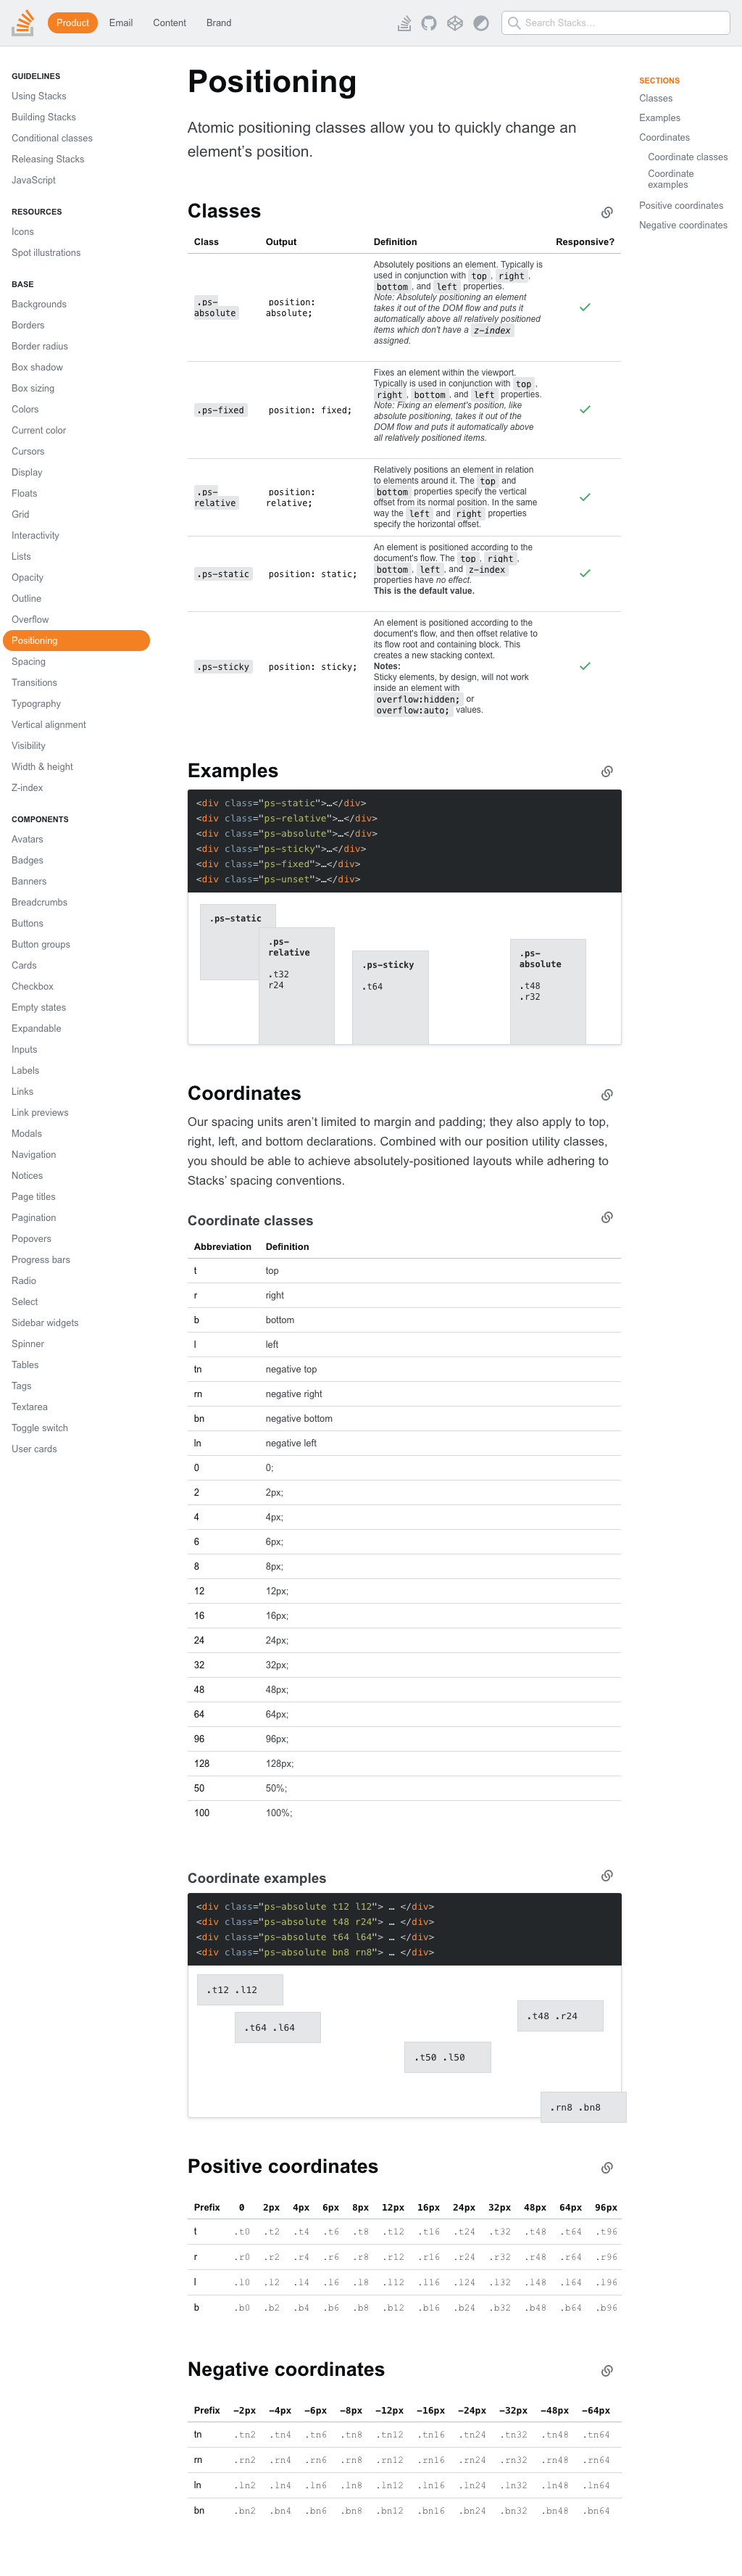 Product Email Content Brand Search Stacks…
GUIDELINES
Using Stacks
Building Stacks
Conditional classes
Releasing Stacks
JavaScript
RESOURCES
Icons
Spot illustrations
BASE
Backgrounds
Borders
Border radius
Box shadow
Box sizing
Colors
Current color
Cursors
Display
Floats
Grid
Interactivity
Lists
Opacity
Outline
Overflow
Positioning
Spacing
Transitions
Typography
Vertical alignment
Visibility
Width & height
Z-index
COMPONENTS
Avatars
Badges
Banners
Breadcrumbs
Buttons
Button groups
Cards
Checkbox
Empty states
Expandable
Inputs
Labels
Links
Link previews
Modals
Navigation
Notices
Page titles
Pagination
Popovers
Progress bars
Radio
Select
Sidebar widgets
Spinner
Tables
Tags
Textarea
Toggle switch
User cards
Positioning
Atomic positioning classes allow you to quickly change an
element’s position.
Classes
Class Output Definition Responsive?
.ps-
absolute
position:
absolute;
Absolutely positions an element. Typically is
used in conjunction with top, right,
bottom, and left properties.
Note: Absolutely positioning an element
takes it out of the DOM flow and puts it
automatically above all relatively positioned
items which don't have a z-index
assigned.
.ps-fixed
position: fixed;
Fixes an element within the viewport.
Typically is used in conjunction with top,
right, bottom, and left properties.
Note: Fixing an element's position, like
absolute positioning, takes it out of the
DOM flow and puts it automatically above
all relatively positioned items.
.ps-
relative
position:
relative;
Relatively positions an element in relation
to elements around it. The top and
bottom properties specify the vertical
offset from its normal position. In the same
way the left and right properties
specify the horizontal offset.
.ps-static
position: static;
An element is positioned according to the
document's flow. The top, right,
bottom, left, and z-index
properties have no effect.
This is the default value.
.ps-sticky
position: sticky;
An element is positioned according to the
document's flow, and then offset relative to
its flow root and containing block. This
creates a new stacking context.
Notes:
Sticky elements, by design, will not work
inside an element with
overflow:hidden; or
overflow:auto; values.
Examples
<div class="ps-static">…</div>
<div class="ps-relative">…</div>
<div class="ps-absolute">…</div>
<div class="ps-sticky">…</div>
<div class="ps-fixed">…</div>
<div class="ps-unset">…</div>
.ps-static
.ps-
relative
.t32
r24
.ps-sticky
.t64
.ps-
absolute
.t48
.r32
Coordinates
Our spacing units aren’t limited to margin and padding; they also apply to top,
right, left, and bottom declarations. Combined with our position utility classes,
you should be able to achieve absolutely-positioned layouts while adhering to
Stacks’ spacing conventions.
Coordinate classes
Abbreviation Definition
t top
r right
b bottom
l left
tn negative top
rn negative right
bn negative bottom
ln negative left
0 0;
2 2px;
4 4px;
6 6px;
8 8px;
12 12px;
16 16px;
24 24px;
32 32px;
48 48px;
64 64px;
96 96px;
128 128px;
50 50%;
100 100%;
Coordinate examples
<div class="ps-absolute t12 l12"> … </div>
<div class="ps-absolute t48 r24"> … </div>
<div class="ps-absolute t64 l64"> … </div>
<div class="ps-absolute bn8 rn8"> … </div>
.t12 .l12
.t48 .r24
.t64 .l64
.t50 .l50
.rn8 .bn8
Positive coordinates
Prefix 0 2px 4px 6px 8px 12px 16px 24px 32px 48px 64px 96px
t .t0 .t2 .t4 .t6 .t8 .t12 .t16 .t24 .t32 .t48 .t64 .t96
r .r0 .r2 .r4 .r6 .r8 .r12 .r16 .r24 .r32 .r48 .r64 .r96
l .l0 .l2 .l4 .l6 .l8 .l12 .l16 .l24 .l32 .l48 .l64 .l96
b .b0 .b2 .b4 .b6 .b8 .b12 .b16 .b24 .b32 .b48 .b64 .b96
Negative coordinates
Prefix -2px -4px -6px -8px -12px -16px -24px -32px -48px -64px
tn .tn2 .tn4 .tn6 .tn8 .tn12 .tn16 .tn24 .tn32 .tn48 .tn64
rn .rn2 .rn4 .rn6 .rn8 .rn12 .rn16 .rn24 .rn32 .rn48 .rn64
ln .ln2 .ln4 .ln6 .ln8 .ln12 .ln16 .ln24 .ln32 .ln48 .ln64
bn .bn2 .bn4 .bn6 .bn8 .bn12 .bn16 .bn24 .bn32 .bn48 .bn64
SECTIONS
Classes
Examples
Coordinates
Coordinate classes
Coordinate
examples
Positive coordinates
Negative coordinates